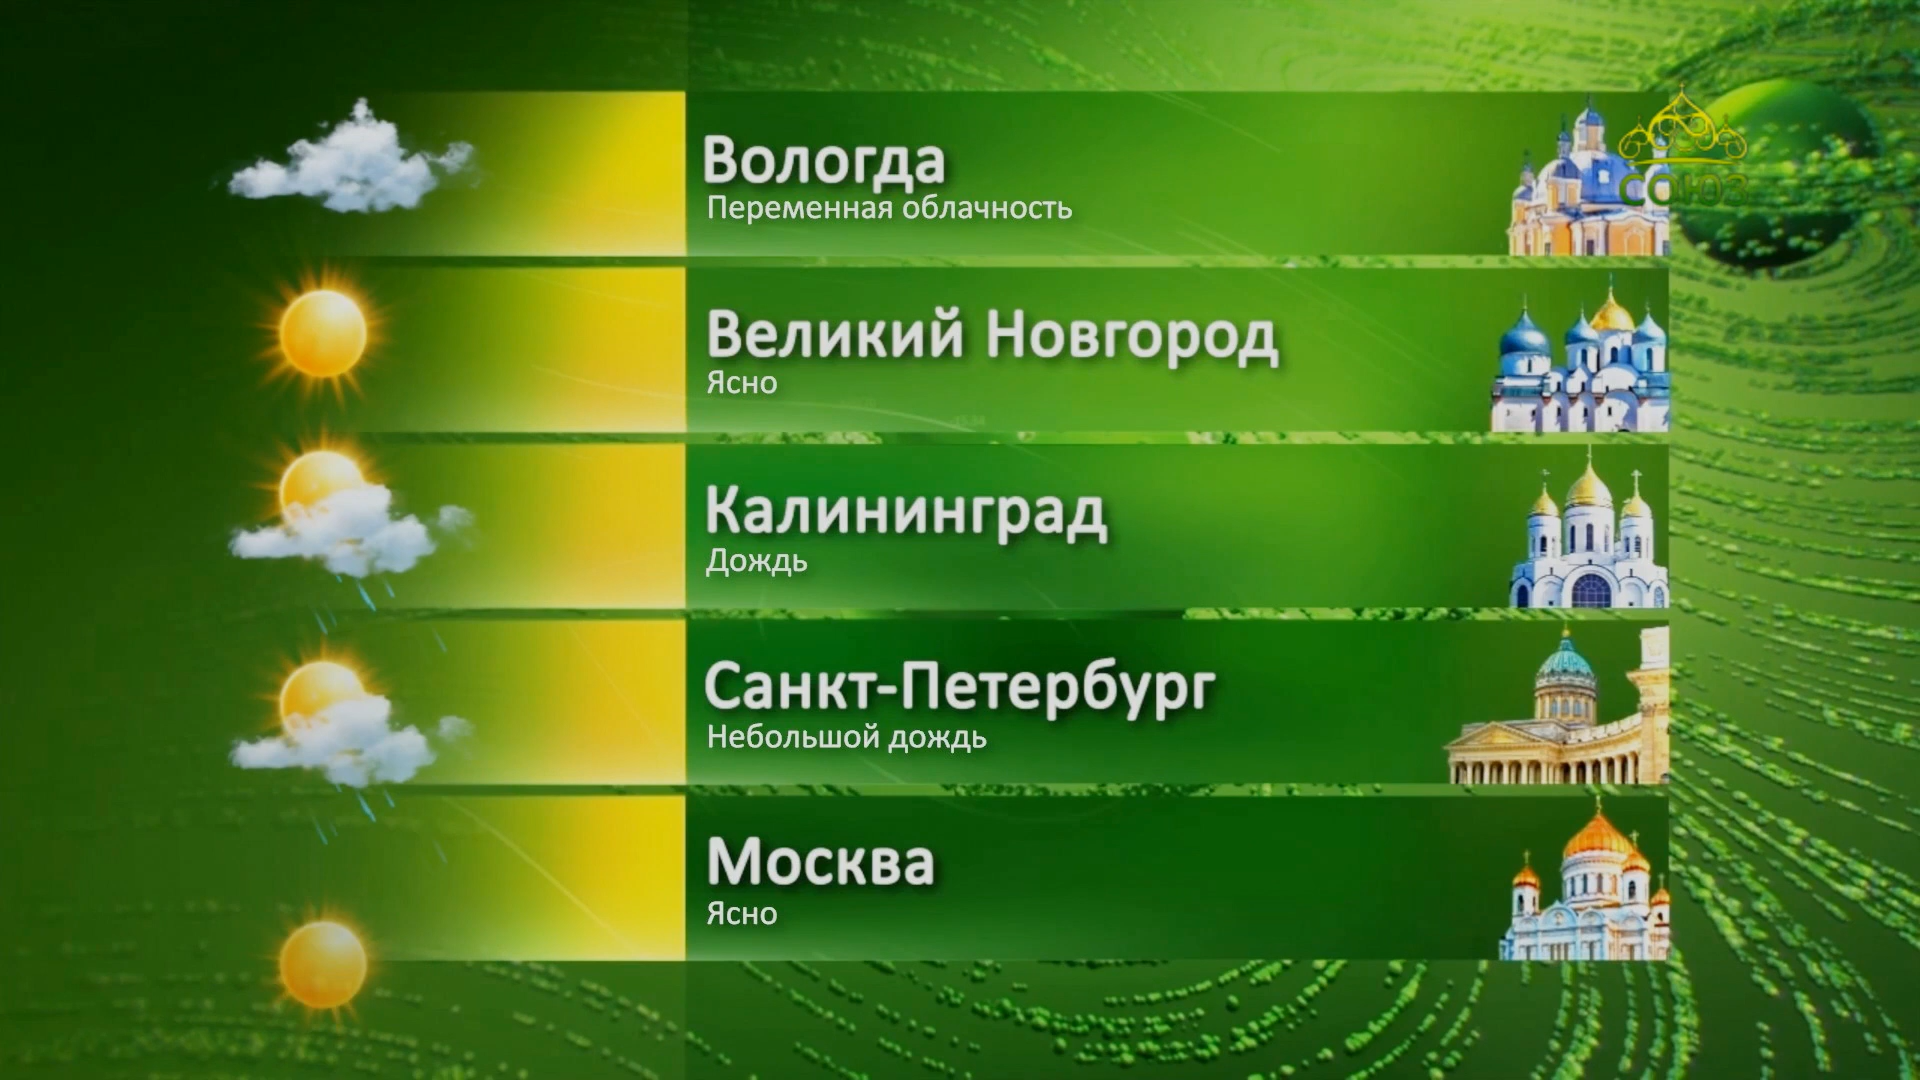 Вологда
Переменная облачность
СОЮЗ
Великий Новгород
Ясно
Калининград
Дождь
Санкт-Петербург
Небольшой дождь
Москва
Ясно